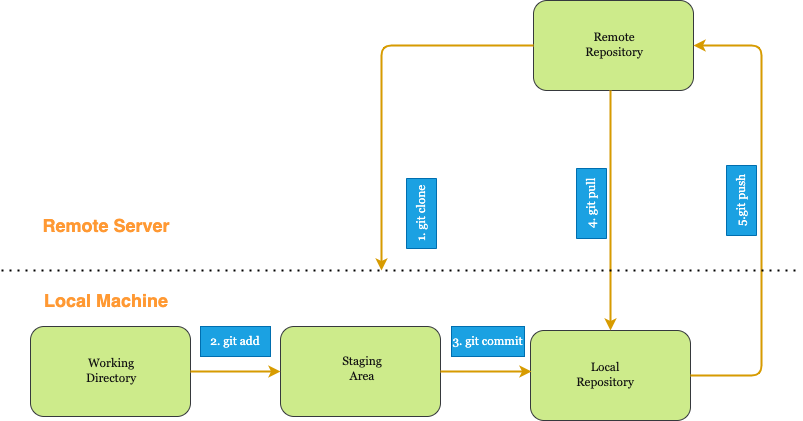 Remote
Repository
1. git clone
4. git pull
5.git push
Remote Server
Local Machine
Working
Directory
2. git add
Staging
Area
3. git commit
Local
Repository